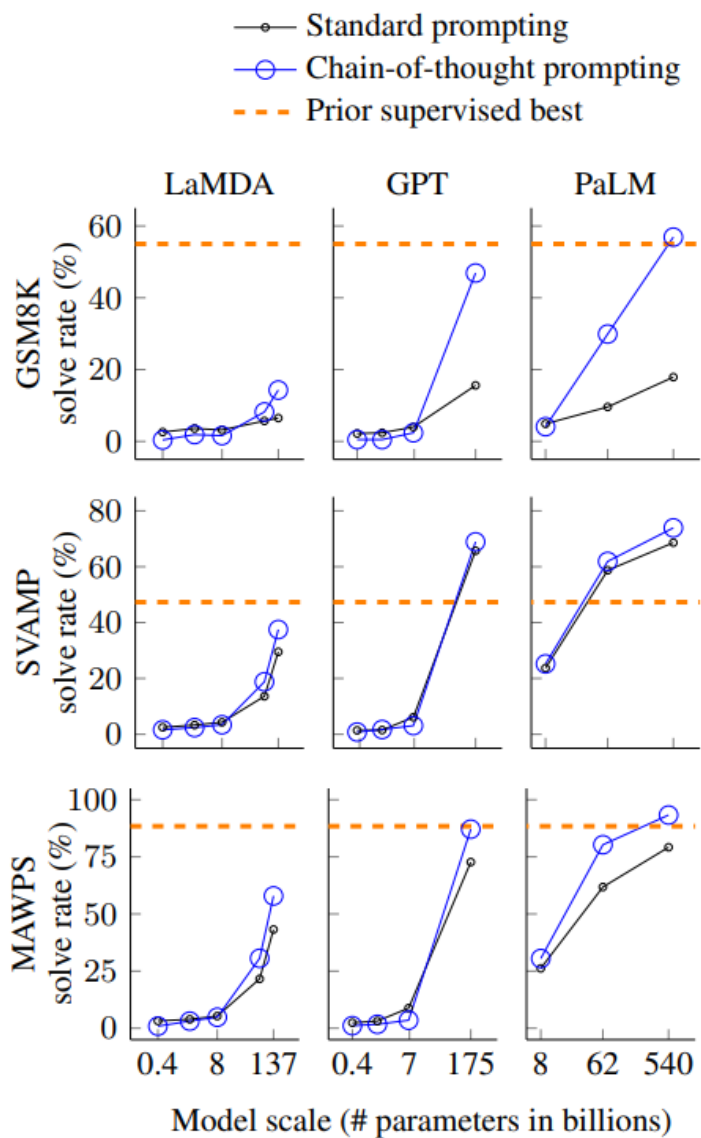 Standard prompting
Chain-of-thought prompting
Prior supervised best
LaMDA GPT PaLM
GSM8K
solve rate (%)
60
40
20
0
SVAMP
solve rate (%)
80
60
40
20
0
MAWPS
solve rate (%)
100
75
50
25
0
0.4 8 137 0.4 7 175 8 62 540
Model scale (# parameters in billions)